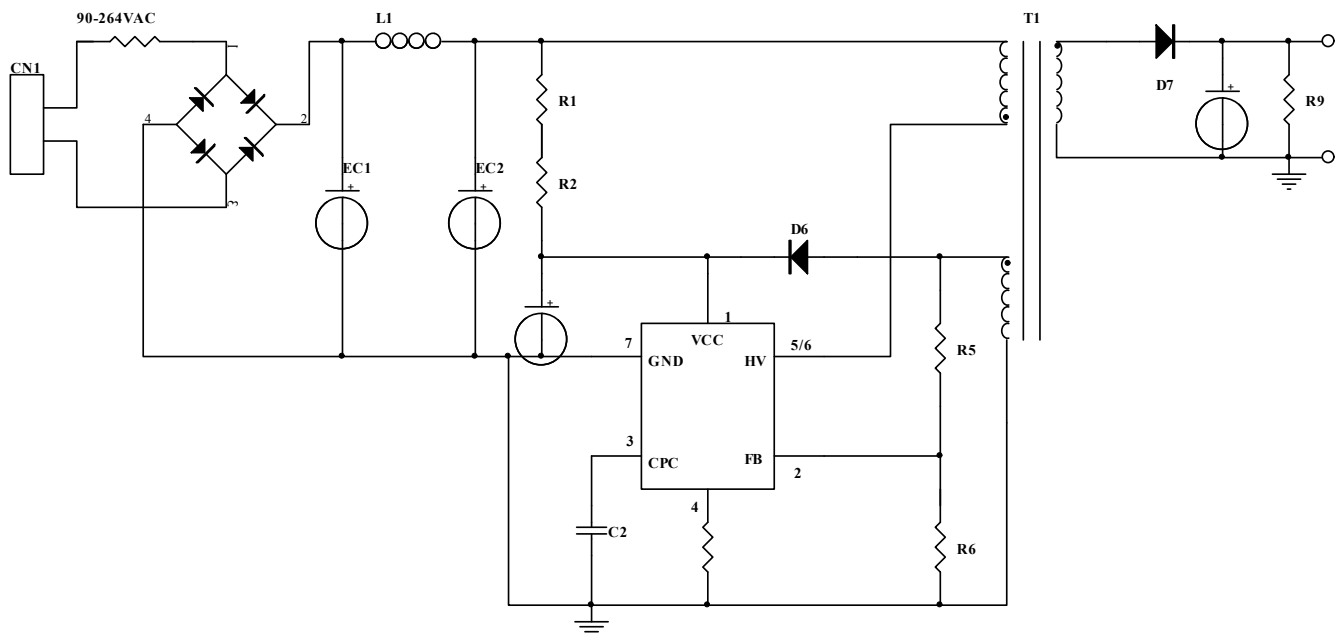 90-264VAC
L1
T1
CN1
1
D7
R1
R9
4
2
+
R2
EC1
+
EC2
+
3
D6
+
1
VCC
7
5/6
GND
HV
R5
3
CPC
FB
2
4
C2
R6